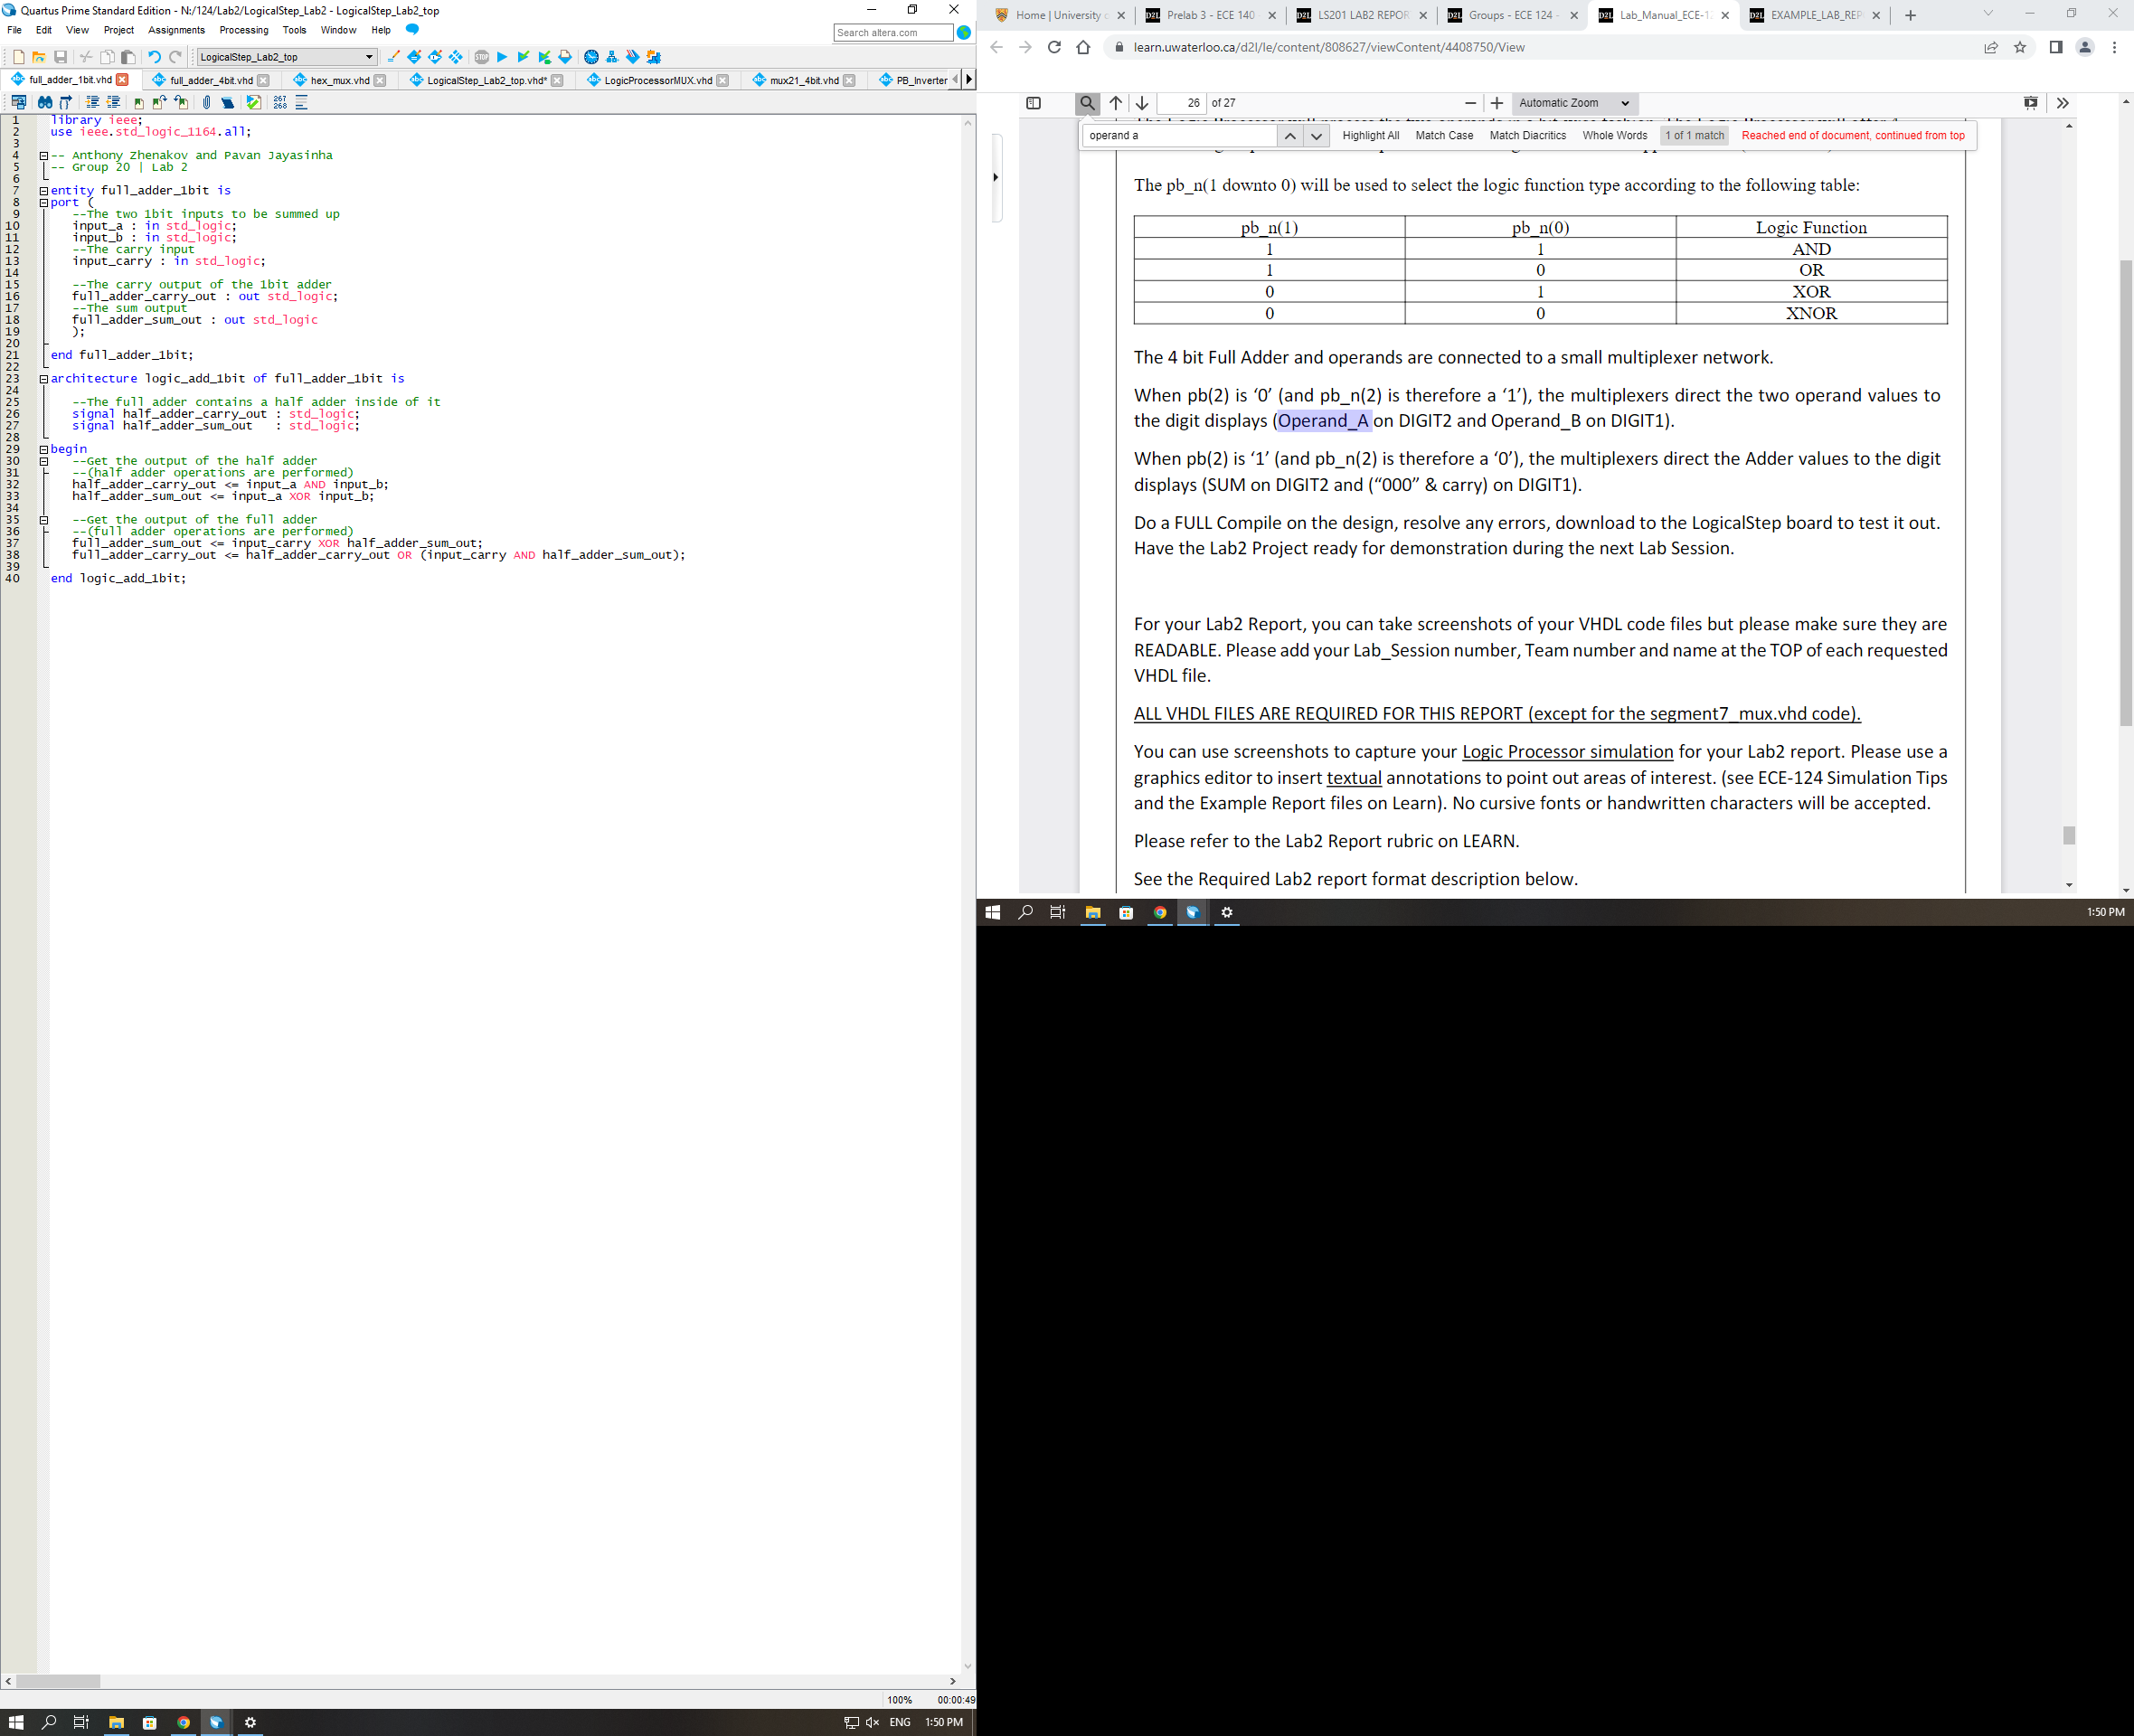 Quartus Prime Standard Edition - N:/124/Lab2/LogicalStep_Lab2 - LogicalStep_Lab2_top
File Edit View Project Assignments Processing Tools Window Help
Search altera.com
LogicalStep_Lab2_top
full_adder_1bit.vhd full_adder_4bit.vhd hex_mux.vhd LogicalStep_Lab2_top.vhd* LogicProcessorMUX.vhd mux21_4bit.vhd PB_Inverter
267
268
1 library ieee;
2 use ieee.std_logic_1164.all;
3
4 -- Anthony Zhenakov and Pavan Jayasinha
5 -- Group 20 | Lab 2
6
7 entity full_adder_1bit is
8 port (
9 --The two 1bit inputs to be summed up
10 input_a : in std_logic;
11 input_b : in std_logic;
12 --The carry input
13 input_carry : in std_logic;
14
15 --The carry output of the 1bit adder
16 full_adder_carry_out : out std_logic;
17 --The sum output
18 full_adder_sum_out : out std_logic
19 );
20
21 end full_adder_1bit;
22
23 architecture logic_add_1bit of full_adder_1bit is
24
25 --The full adder contains a half adder inside of it
26 signal half_adder_carry_out : std_logic;
27 signal half_adder_sum_out : std_logic;
28
29 begin
30 --Get the output of the half adder
31 --(half adder operations are performed)
32 half_adder_carry_out <= input_a AND input_b;
33 half_adder_sum_out <= input_a XOR input_b;
34
35 --Get the output of the full adder
36 --(full adder operations are performed)
37 full_adder_sum_out <= input_carry XOR half_adder_sum_out;
38 full_adder_carry_out <= half_adder_carry_out OR (input_carry AND half_adder_sum_out);
39
40 end logic_add_1bit;
100% 00:00:49
ENG 1:50 PM
Home | University Prelab 3 - ECE 140 LS201 LAB2 REPOR Groups - ECE 124 - Lab_Manual_ECE-1 EXAMPLE_LAB_REP
learn.uwaterloo.ca/d2l/le/content/808627/viewContent/4408750/View
26 of 27 Automatic Zoom
operand a Highlight All Match Case Match Diacritics Whole Words 1 of 1 match Reached end of document, continued from top
The pb_n(1 downto 0) will be used to select the logic function type according to the following table:
pb_n(1) pb_n(0) Logic Function
1 1 AND
1 0 OR
0 1 XOR
0 0 XNOR
The 4 bit Full Adder and operands are connected to a small multiplexer network.
When pb(2) is ‘0’ (and pb_n(2) is therefore a ‘1’), the multiplexers direct the two operand values to
the digit displays (Operand_A on DIGIT2 and Operand_B on DIGIT1).
When pb(2) is ‘1’ (and pb_n(2) is therefore a ‘0’), the multiplexers direct the Adder values to the digit
displays (SUM on DIGIT2 and (“000” & carry) on DIGIT1).
Do a FULL Compile on the design, resolve any errors, download to the LogicalStep board to test it out.
Have the Lab2 Project ready for demonstration during the next Lab Session.
For your Lab2 Report, you can take screenshots of your VHDL code files but please make sure they are
READABLE. Please add your Lab_Session number, Team number and name at the TOP of each requested
VHDL file.
ALL VHDL FILES ARE REQUIRED FOR THIS REPORT (except for the segment7_mux.vhd code).
You can use screenshots to capture your Logic Processor simulation for your Lab2 report. Please use a
graphics editor to insert textual annotations to point out areas of interest. (see ECE-124 Simulation Tips
and the Example Report files on Learn). No cursive fonts or handwritten characters will be accepted.
Please refer to the Lab2 Report rubric on LEARN.
See the Required Lab2 report format description below.
1:50 PM